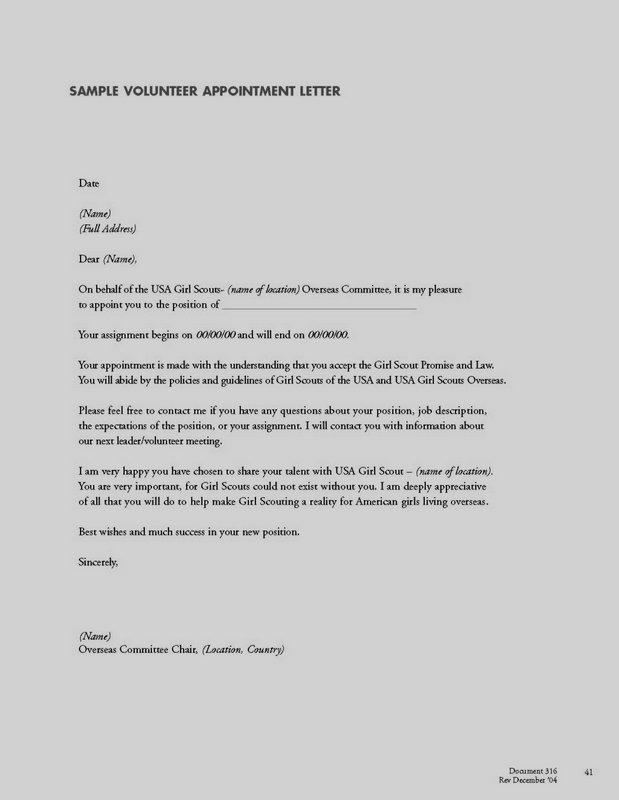 SAMPLE VOLUNTEER APPOINTMENT LETTER
Date
(Name)
(Full Address)
Dear (Name),
On behalf of the USA Girl Scouts- (name of location) Overseas Committee, it is my pleasure
to appoint you to the position of ___________________________________
Your assignment begins on 00/00/00 and will end on 00/00/00.
Your appointment is made with the understanding that you accept the Girl Scout Promise and Law.
You will abide by the policies and guidelines of Girl Scouts of the USA and USA Girl Scouts Overseas.
Please feel free to contact me if you have any questions about your position, job description,
the expectations of the position, or your assignment. I will contact you with information about
our next leader/volunteer meeting.
I am very happy you have chosen to share your talent with USA Girl Scout – (name of location).
You are very important, for Girl Scouts could not exist without you. I am deeply appreciative
of all that you will do to help make Girl Scouting a reality for American girls living overseas.
Best wishes and much success in your new position.
Sincerely,
(Name)
Overseas Committee Chair, (Location, Country)
Document 316 41
Rev December '04